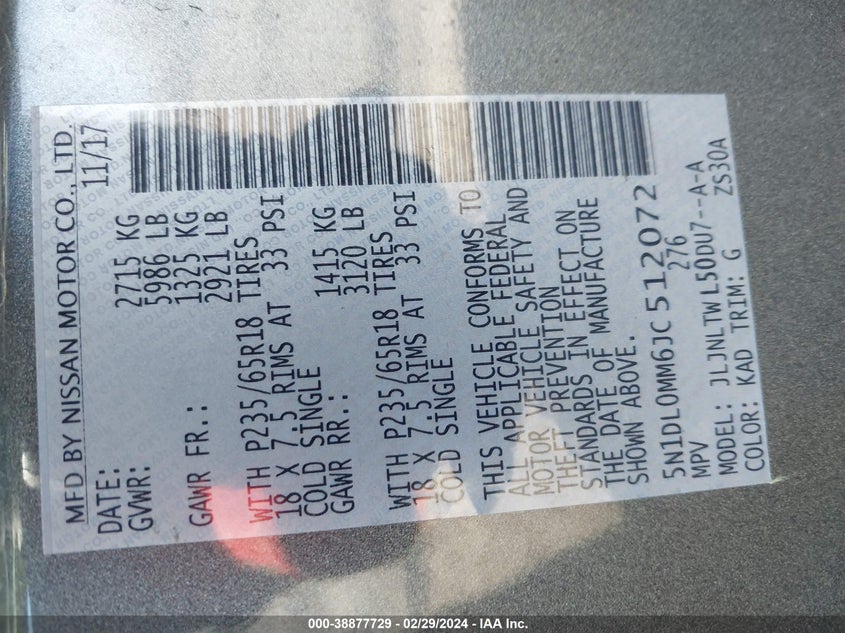 MFD BY NISSAN MOTOR CO., LTD.
DATE: 11/17
GVWR: 2715 KG
5986 LB
GAWR FR.: 1325 KG
2921 LB
WITH P235/65R18 TIRES
18 X 7.5 RIMS AT 33 PSI
COLD SINGLE
GAWR RR.: 1415 KG
3120 LB
WITH P235/65R18 TIRES
18 X 7.5 RIMS AT 33 PSI
COLD SINGLE
THIS VEHICLE CONFORMS TO
ALL APPLICABLE FEDERAL
MOTOR VEHICLE SAFETY AND
THEFT PREVENTION
STANDARDS IN EFFECT ON
THE DATE OF MANUFACTURE
SHOWN ABOVE.
5N1DL0MM6JC512072
MPV 276
MODEL: JLJNLTWL50DU7--A-A
COLOR: KAD TRIM: G ZS30A
000-38877729 - 02/29/2024 - IAA Inc.